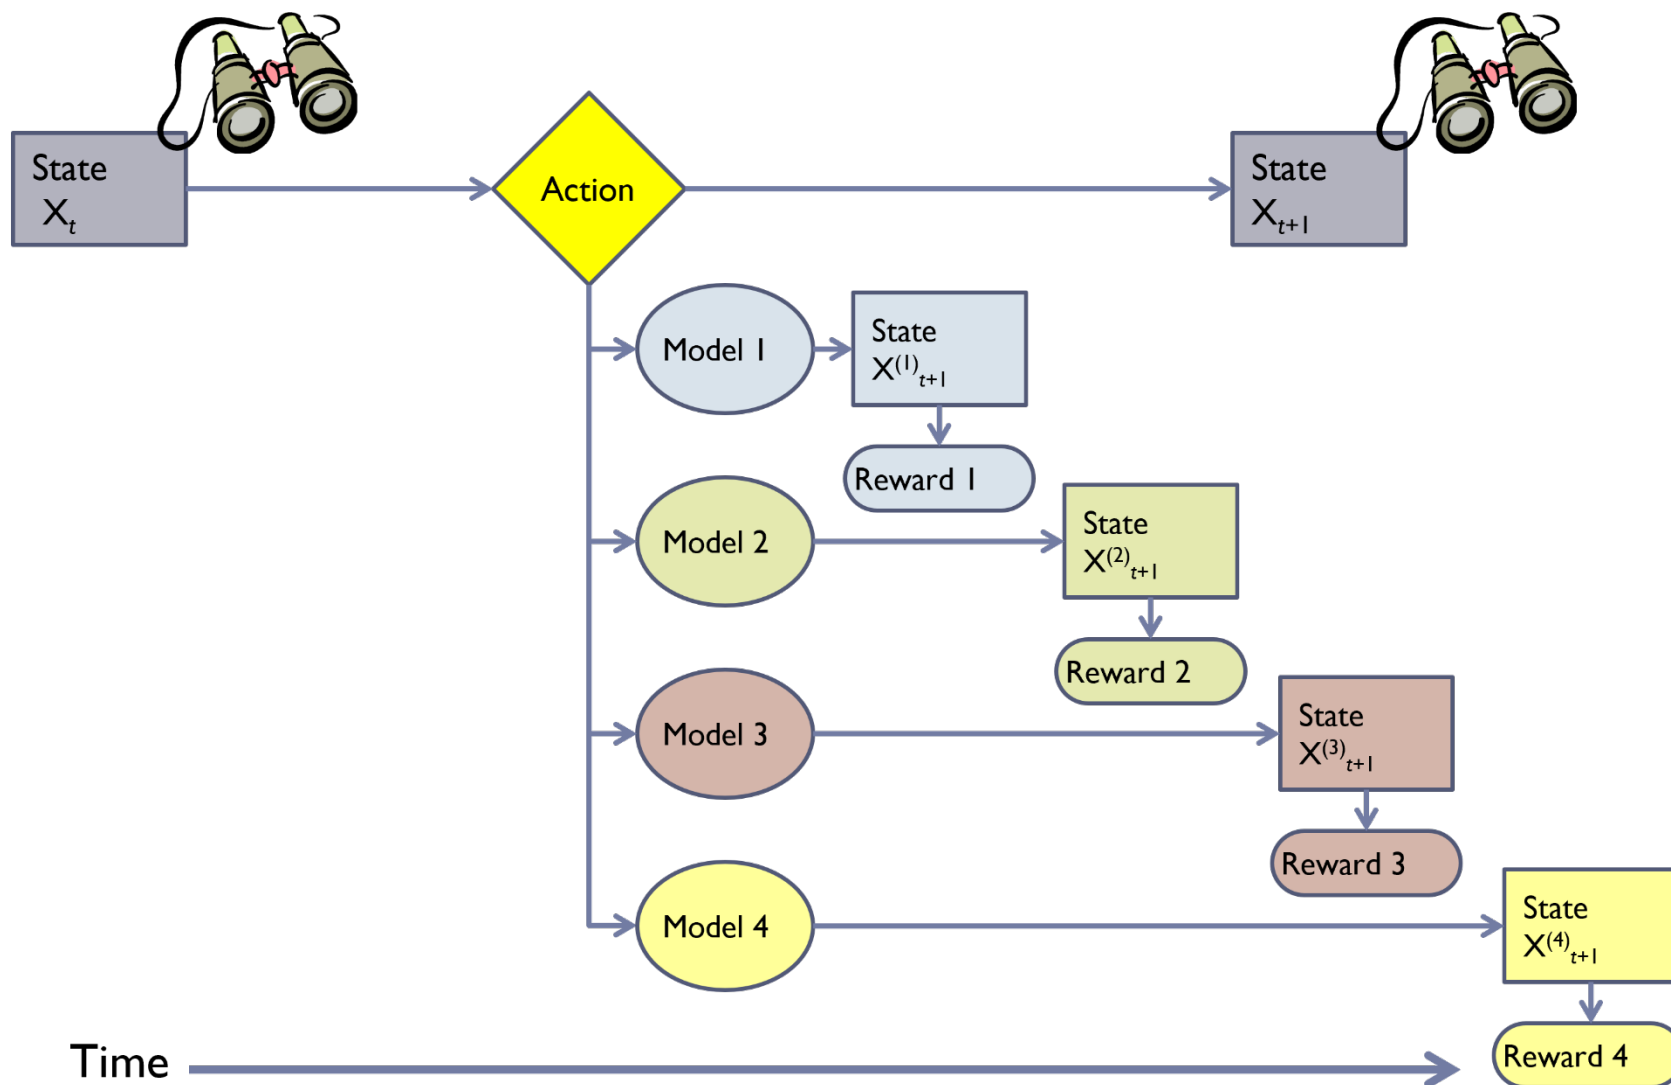 State
Xₜ
Action
State
Xₜ₊₁
Model 1
State
X⁽¹⁾ₜ₊₁
Reward 1
Model 2
State
X⁽²⁾ₜ₊₁
Reward 2
Model 3
State
X⁽³⁾ₜ₊₁
Reward 3
Model 4
State
X⁽⁴⁾ₜ₊₁
Reward 4
Time